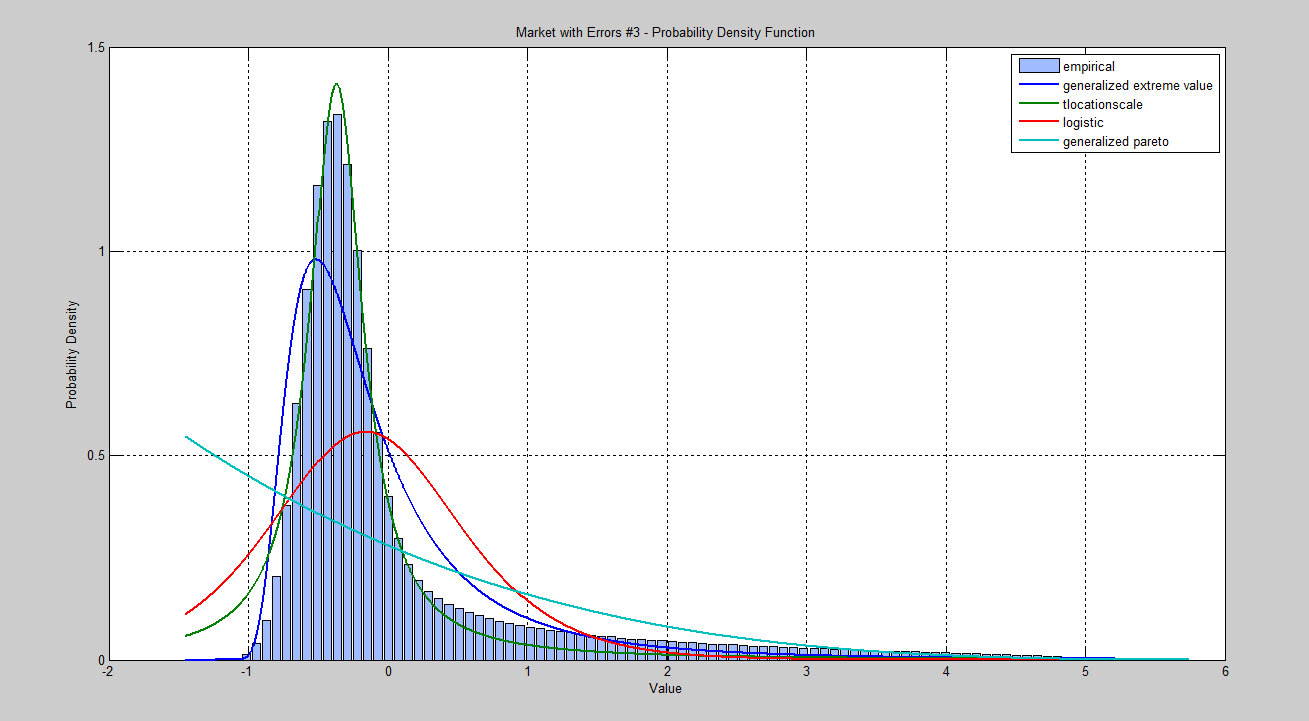 Market with Errors #3 - Probability Density Function
1.5
1
0.5
0
Probability Density
empirical
generalized extreme value
tlocationscale
logistic
generalized pareto
-2
-1
0
1
2
3
4
5
6
Value